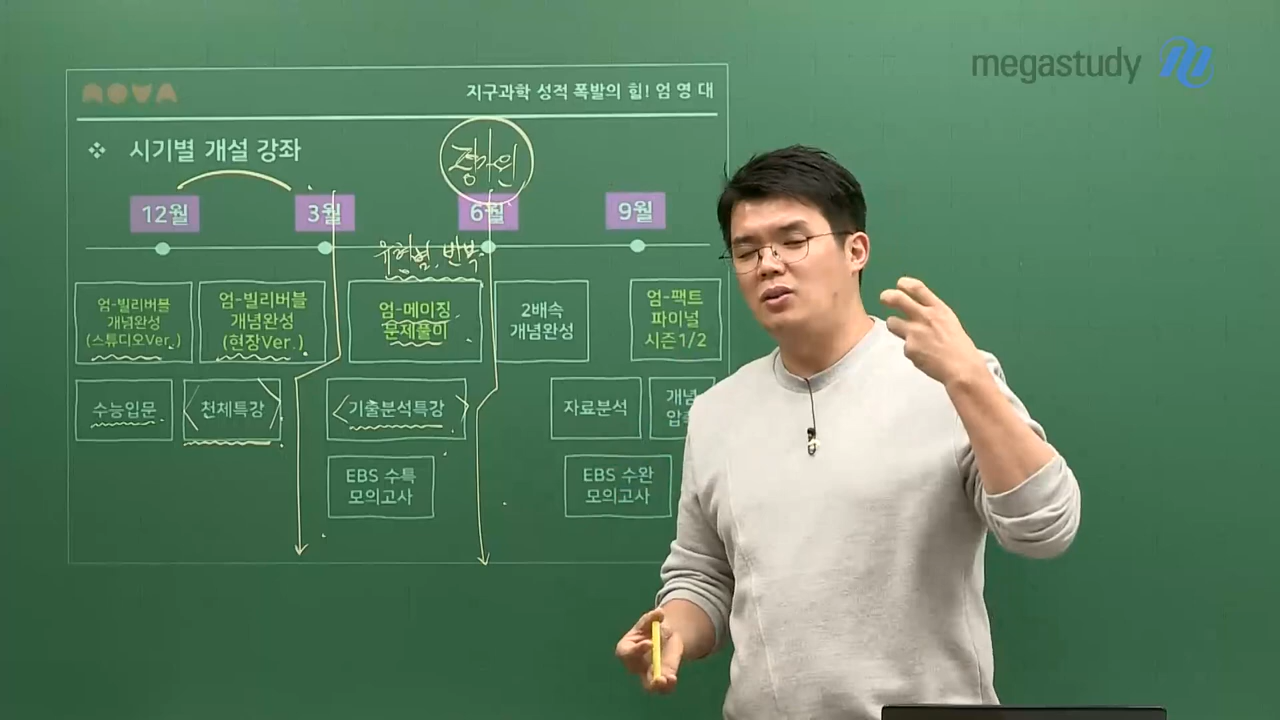 megastudy
NOVA
지구과학 성적 폭발의 힘! 엄영대
시기별 개설 강좌
평가원
12월
3월
6월
9월
유형별, 반복
엄-빌리버블
개념완성
(스튜디오Ver.)
엄-빌리버블
개념완성
(현장Ver.)
엄-메이징
문제풀이
2배속
개념완성
엄-팩트
파이널
시즌1/2
수능입문
천체특강
기출분석특강
자료분석
개념
EBS 수특
모의고사
EBS 수완
모의고사